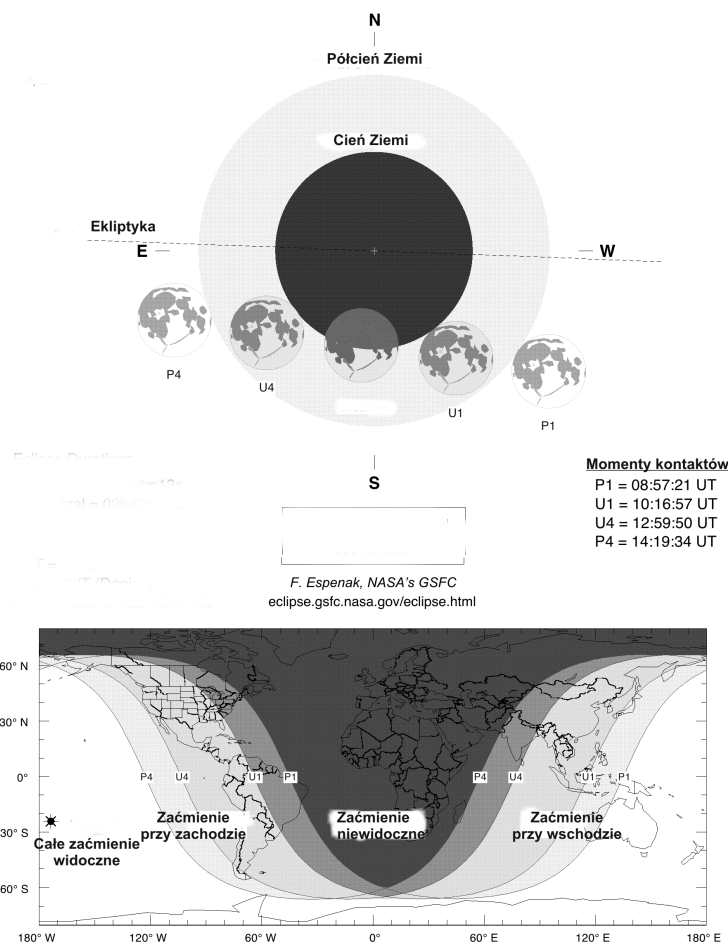 N
Półcień Ziemi
Cień Ziemi
Ekliptyka
E
W
P4
U4
U1
P1
S
Momenty kontaktów
P1 = 08:57:21 UT
U1 = 10:16:57 UT
U4 = 12:59:50 UT
P4 = 14:19:34 UT
F. Espenak, NASA's GSFC
eclipse.gsfc.nasa.gov/eclipse.html
60° N
30° N
0°
30° S
60° S
P4 U4 U1 P1 P4 U4 U1 P1
Całe zaćmienie
widoczne
Zaćmienie
przy zachodzie
Zaćmienie
niewidoczne
Zaćmienie
przy wschodzie
180° W 120° W 60° W 0° 60° E 120° E 180° E